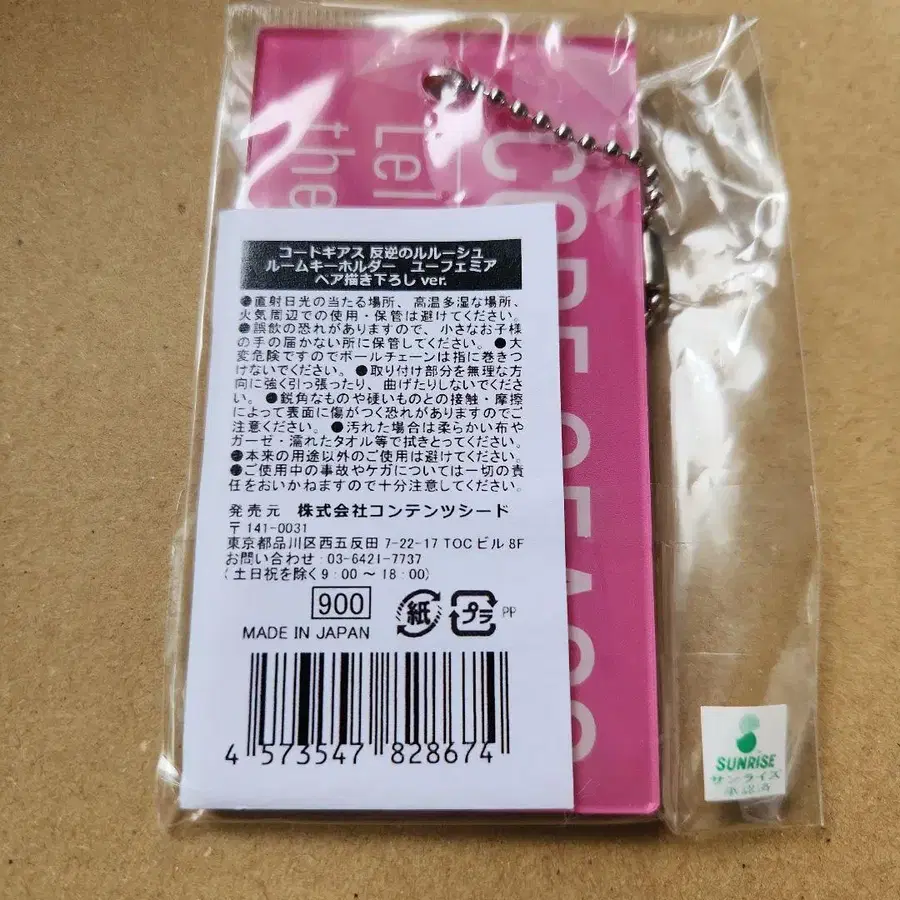 CODE GEASS
Lel
the
コードギアス 反逆のルルーシュ
ルームキーホルダー ユーフェミア
ペア描き下ろし ver.
●直射日光の当たる場所、高温多湿な場所、
火気周辺での使用・保管は避けてください。
●誤飲の恐れがありますので、小さなお子様
の手の届かない所に保管してください。●大
変危険ですのでボールチェーンは指に巻きつ
けないでください。●取り付け部分を無理な方
向に強く引っ張ったり、曲げたりしないでくださ
い。●鋭角なものや硬いものとの接触・摩擦
によって表面に傷がつく恐れがありますのでご
注意ください。●汚れた場合は柔らかい布や
ガーゼ・濡れたタオル等で拭きとってください。
●本来の用途以外のご使用は避けてください。
●ご使用中の事故やケガについては一切の責
任をおいかねますので十分注意してください。
発売元 株式会社コンテンツシード
〒141-0031
東京都品川区西五反田 7-22-17 TOCビル 8F
お問い合わせ:03-6421-7737
(土日祝を除く9:00～18:00)
900
紙
プラ
PP
MADE IN JAPAN
4 573547 828674
SUNRISE
サンライズ
承認済